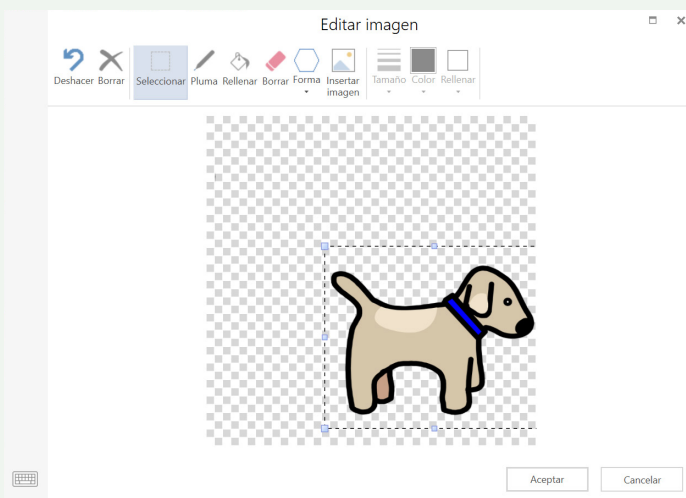 Editar imagen
Deshacer Borrar Seleccionar Pluma Rellenar Borrar Forma Insertar imagen Tamaño Color Rellenar
Aceptar Cancelar